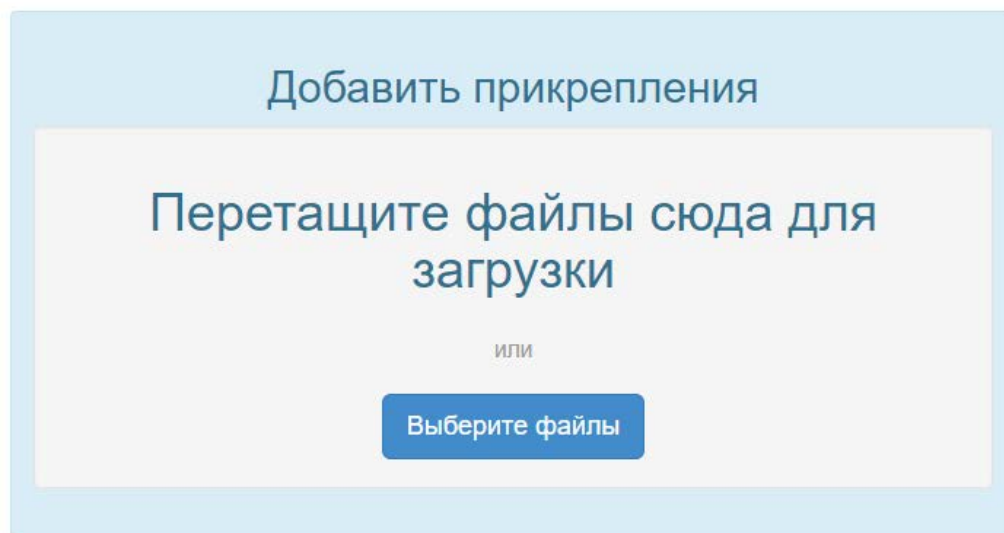 Добавить прикрепления
Перетащите файлы сюда для
загрузки
или
Выберите файлы